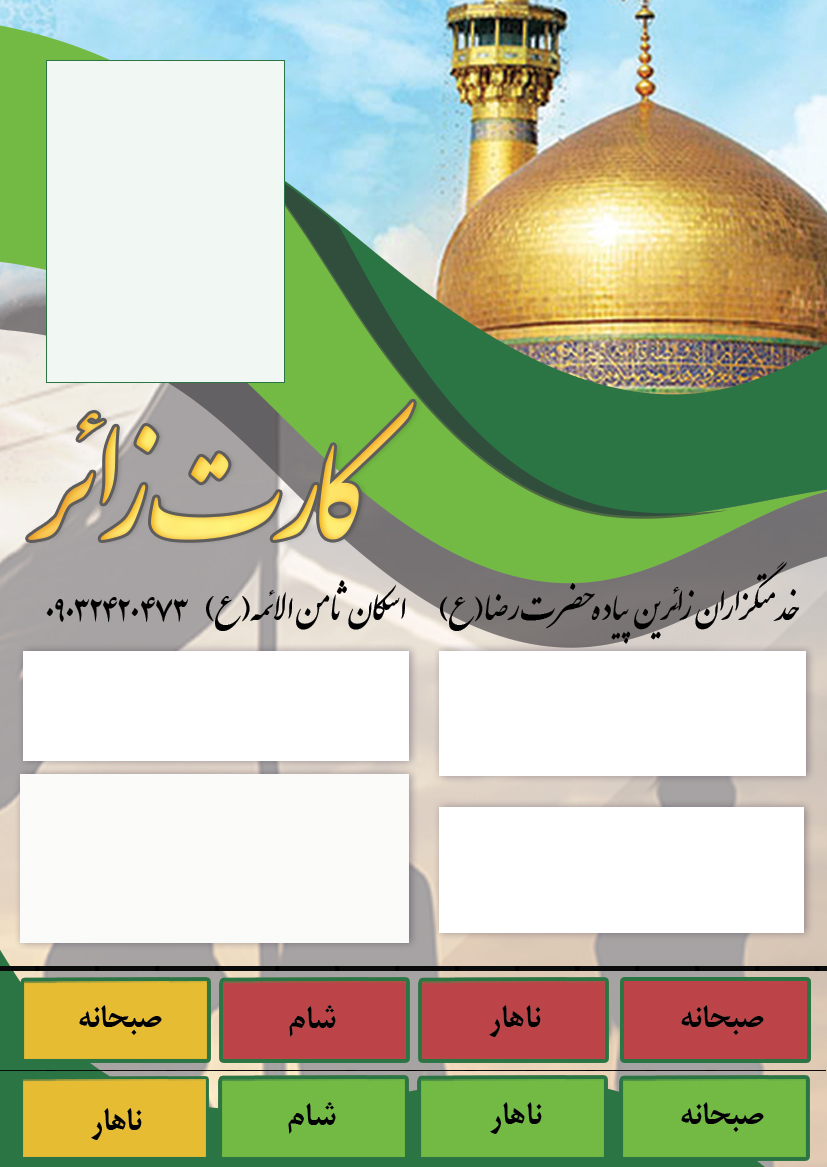 کارت زائر
خدمتگزاران زائرین پیاده حضرت رضا(ع) اسکان ثامن الائمه(ع) ۰۹۰۳۲۴۲۰۴۷۳
صبحانه ناهار شام صبحانه
صبحانه ناهار شام ناهار